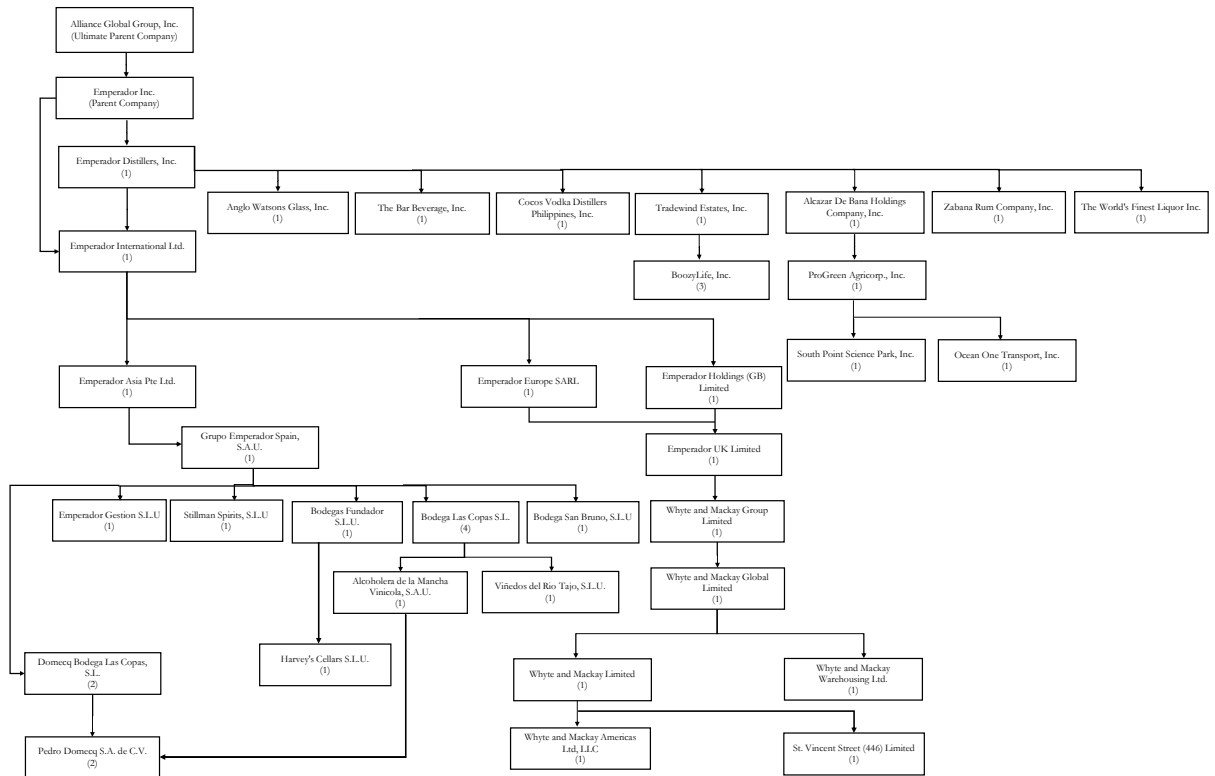 Alliance Global Group, Inc.
(Ultimate Parent Company)
Emperador Inc.
(Parent Company)
Emperador Distillers, Inc.
(1)
Anglo Watsons Glass, Inc.
(1)
The Bar Beverage, Inc.
(1)
Cocos Vodka Distillers
Philippines, Inc.
(1)
Tradewind Estates, Inc.
(1)
Alcazar De Bana Holdings
Company, Inc.
(1)
Zabana Rum Company, Inc.
(1)
The World's Finest Liquor Inc.
(1)
Emperador International Ltd.
(1)
BoozyLife, Inc.
(3)
ProGreen Agricorp., Inc.
(1)
South Point Science Park, Inc.
(1)
Ocean One Transport, Inc.
(1)
Emperador Asia Pte Ltd.
(1)
Emperador Europe SARL
(1)
Emperador Holdings (GB)
Limited
(1)
Grupo Emperador Spain,
S.A.U.
(1)
Emperador UK Limited
(1)
Emperador Gestion S.L.U
(1)
Stillman Spirits, S.L.U
(1)
Bodegas Fundador
S.L.U.
(1)
Bodega Las Copas S.L.
(4)
Bodega San Bruno, S.L.U
(1)
Whyte and Mackay Group
Limited
(1)
Alcoholera de la Mancha
Vinicola, S.A.U.
(1)
Viñedos del Rio Tajo, S.L.U.
(1)
Whyte and Mackay Global
Limited
(1)
Domecq Bodega Las Copas,
S.L.
(2)
Harvey's Cellars S.L.U.
(1)
Whyte and Mackay Limited
(1)
Whyte and Mackay
Warehousing Ltd.
(1)
Pedro Domecq S.A. de C.V.
(2)
Whyte and Mackay Americas
Ltd, LLC
(1)
St. Vincent Street (446) Limited
(1)